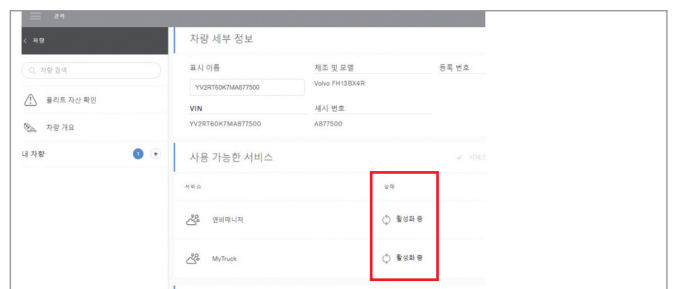 관리
< 차량
차량 세부 정보
차량 검색
표시 이름
제조 및 모델
등록 번호
YV2RT60K7MA877500
Volvo FH13BX4R
플리트 자산 확인
VIN
섀시 번호
차량 개요
YV2RT60K7MA877500
A877500
내 차량
1
+
사용 가능한 서비스
서비스
상태
연비매니저
활성화 중
MyTruck
활성화 중